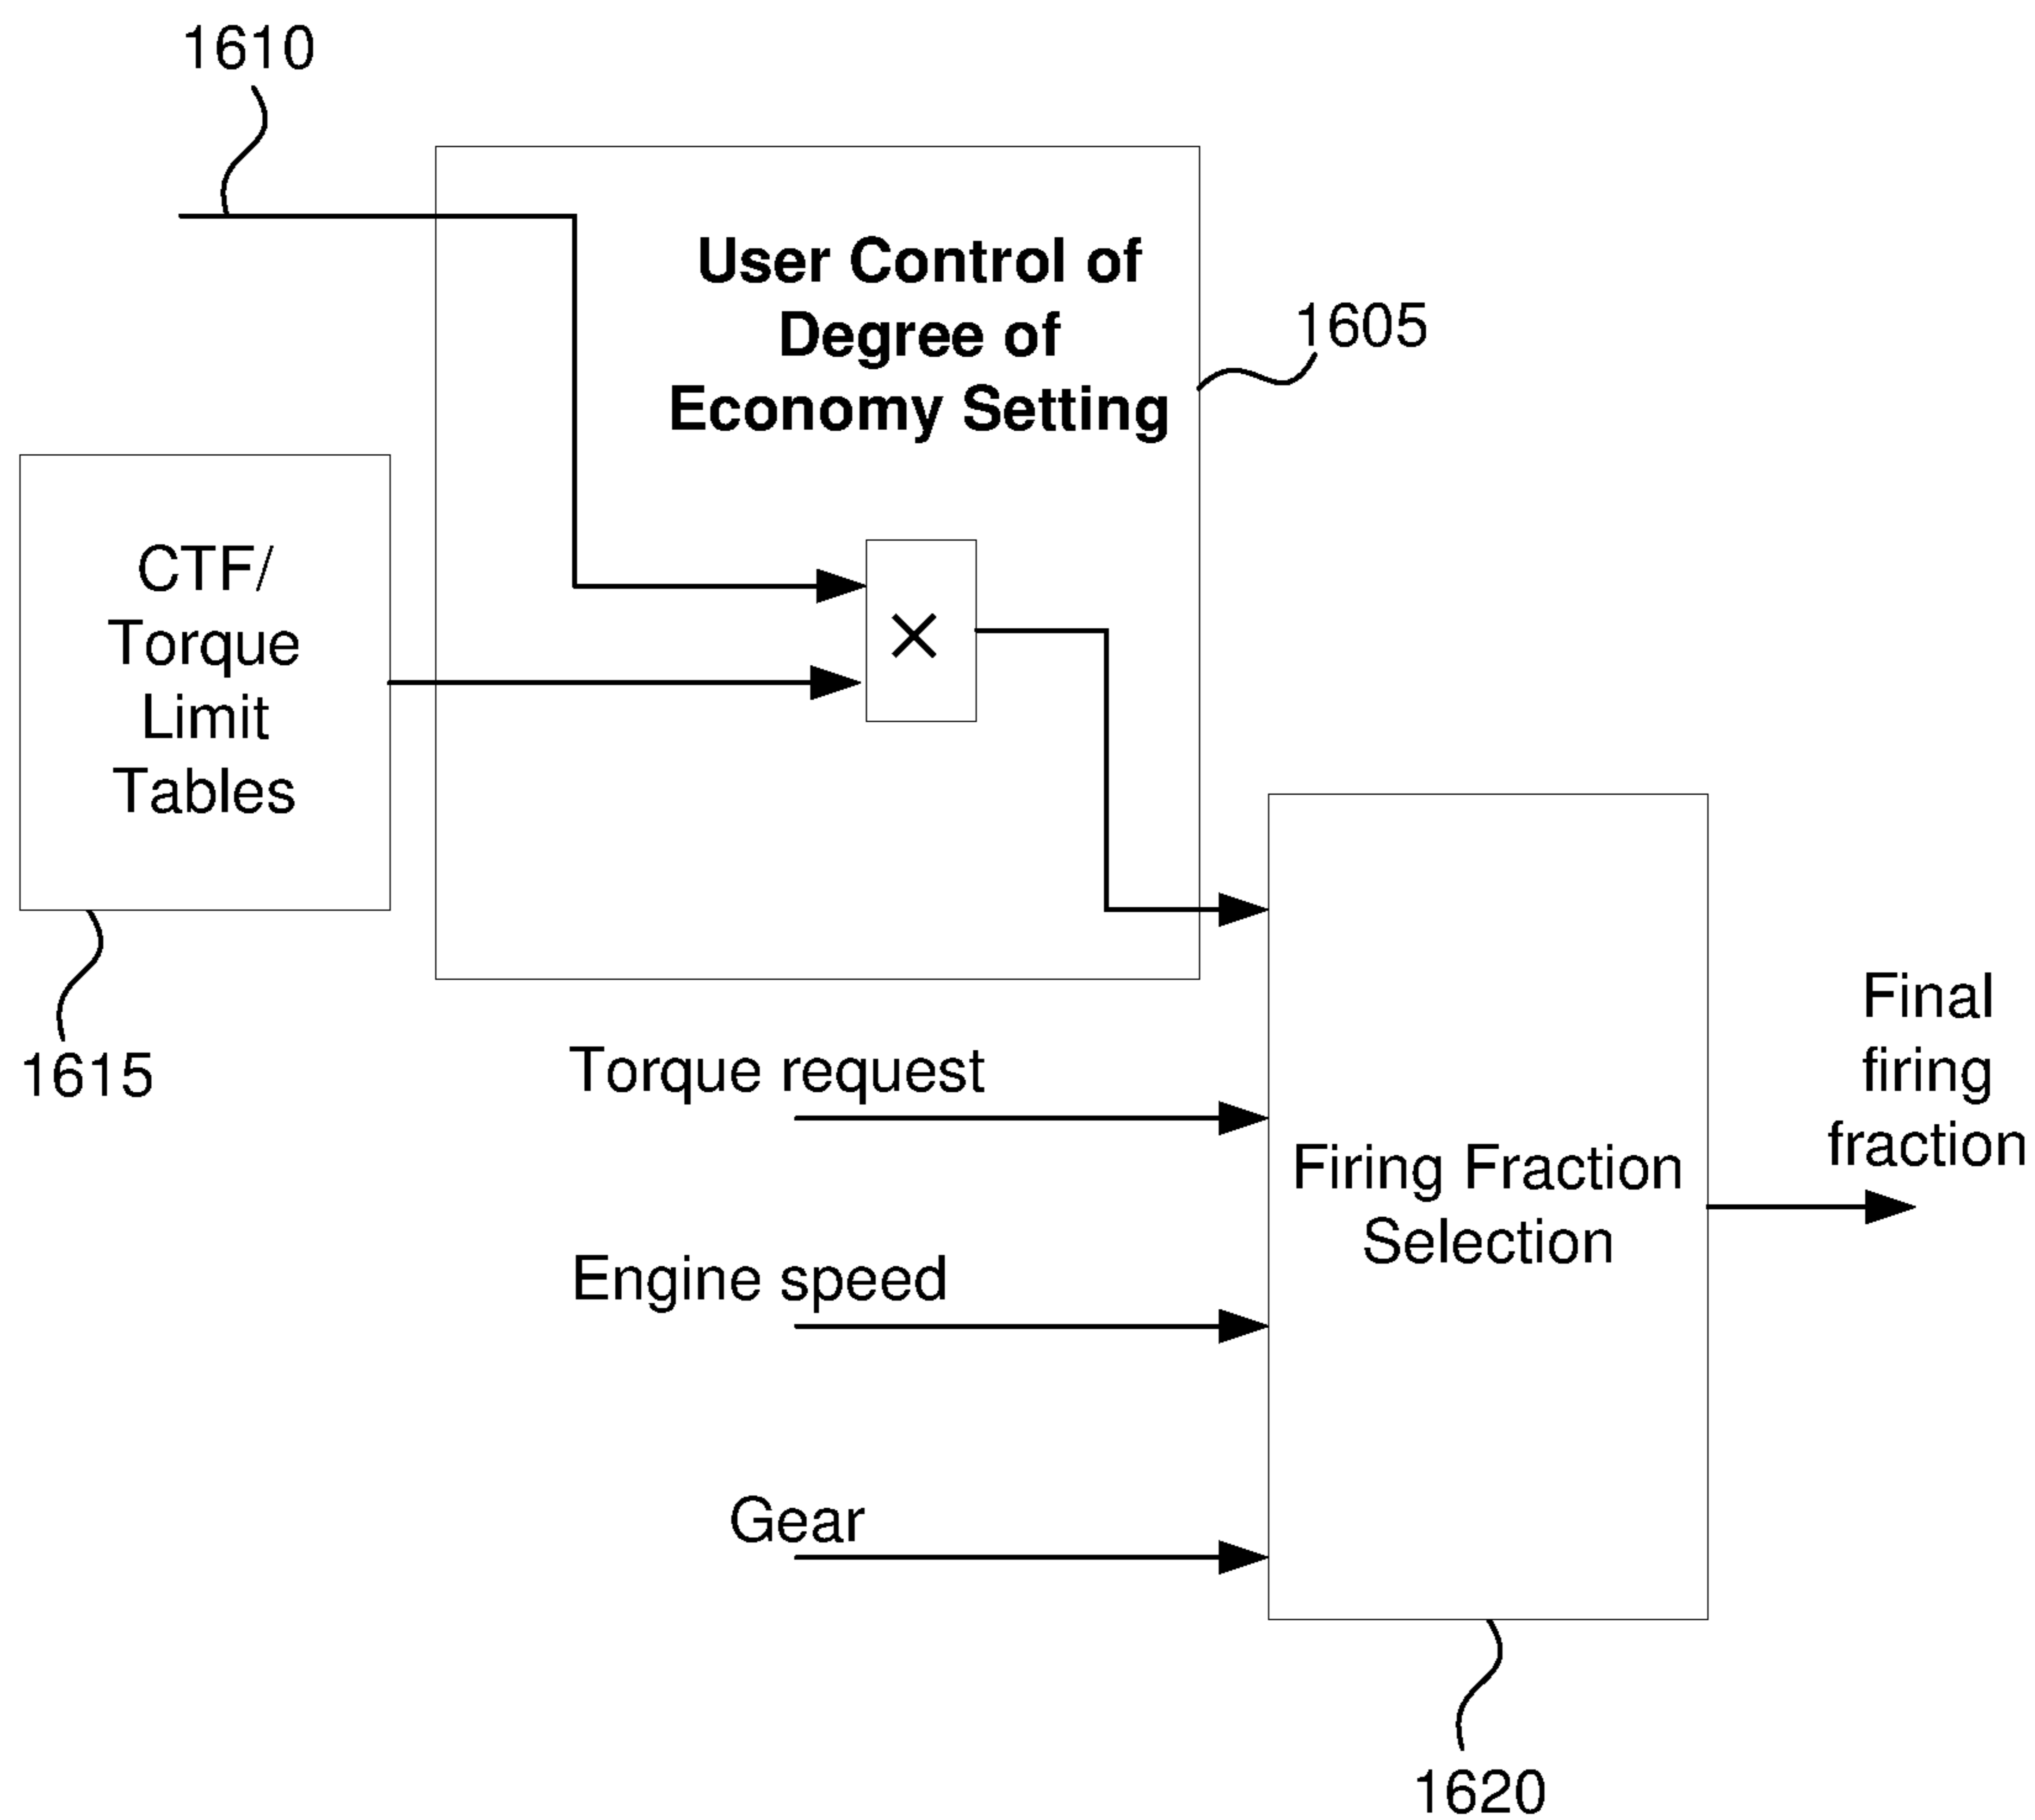 1610
User Control of
Degree of
Economy Setting
1605
CTF/
Torque
Limit
Tables
×
1615
Torque request
Engine speed
Gear
Firing Fraction
Selection
Final
firing
fraction
1620